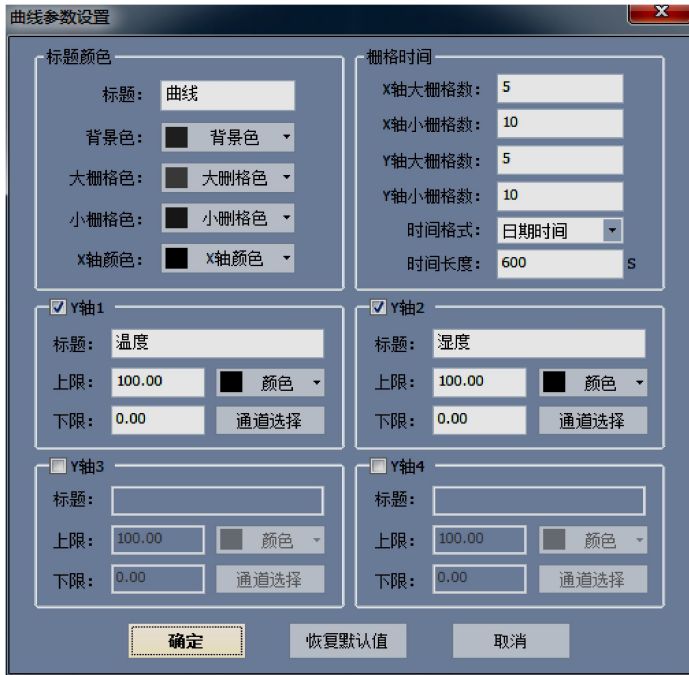 曲线参数设置
标题颜色
标题： 曲线
背景色： 背景色
大栅格色： 大删格色
小栅格色： 小删格色
X轴颜色： X轴颜色
栅格时间
X轴大栅格数： 5
X轴小栅格数： 10
Y轴大栅格数： 5
Y轴小栅格数： 10
时间格式： 日期时间
时间长度： 600 S
Y轴1
标题： 温度
上限： 100.00 颜色
下限： 0.00 通道选择
Y轴2
标题： 湿度
上限： 100.00 颜色
下限： 0.00 通道选择
Y轴3
标题：
上限： 100.00 颜色
下限： 0.00 通道选择
Y轴4
标题：
上限： 100.00 颜色
下限： 0.00 通道选择
确定 恢复默认值 取消